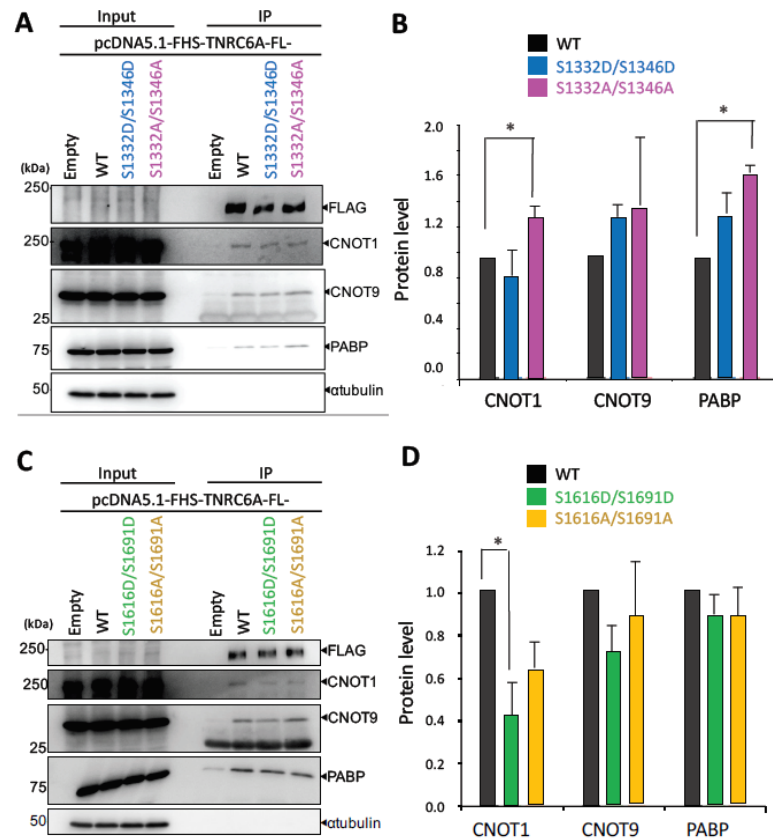 A
Input
IP
pcDNA5.1-FHS-TNRC6A-FL-
(kDa)
Empty
WT
S1332D/S1346D
S1332A/S1346A
Empty
WT
S1332D/S1346D
S1332A/S1346A
250
FLAG
250
CNOT1
CNOT9
25
75
PABP
50
αtubulin
B
WT
S1332D/S1346D
S1332A/S1346A
Protein level
2.0
1.6
1.2
0.8
0.4
0.0
*
*
CNOT1
CNOT9
PABP
C
Input
IP
pcDNA5.1-FHS-TNRC6A-FL-
(kDa)
Empty
WT
S1616D/S1691D
S1616A/S1691A
Empty
WT
S1616D/S1691D
S1616A/S1691A
250
FLAG
250
CNOT1
CNOT9
25
PABP
75
50
αtubulin
D
WT
S1616D/S1691D
S1616A/S1691A
Protein level
1.2
1.0
0.8
0.6
0.4
0.0
*
CNOT1
CNOT9
PABP